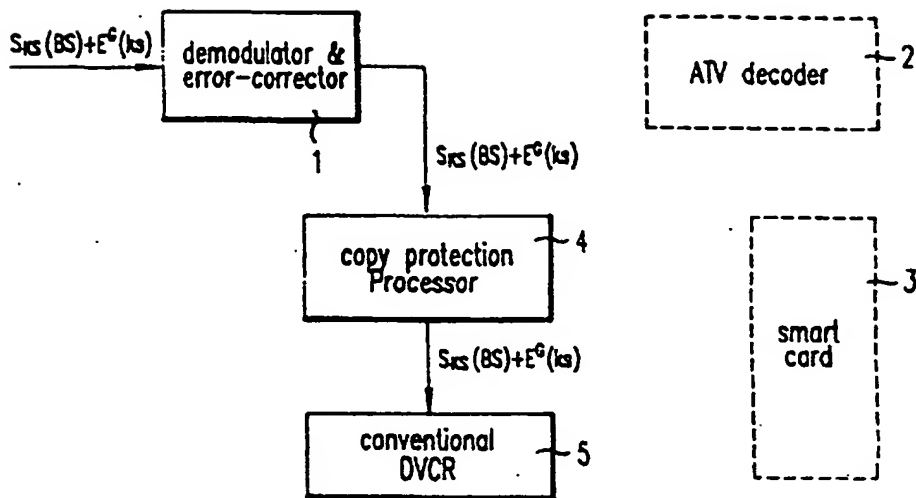 S_KS(BS)+E^G(ks)
demodulator &
error-corrector
1
ATV decoder
2
S_KS(BS)+E^G(ks)
copy protection
Processor
4
smart
card
3
S_KS(BS)+E^G(ks)
conventional
DVCR
5